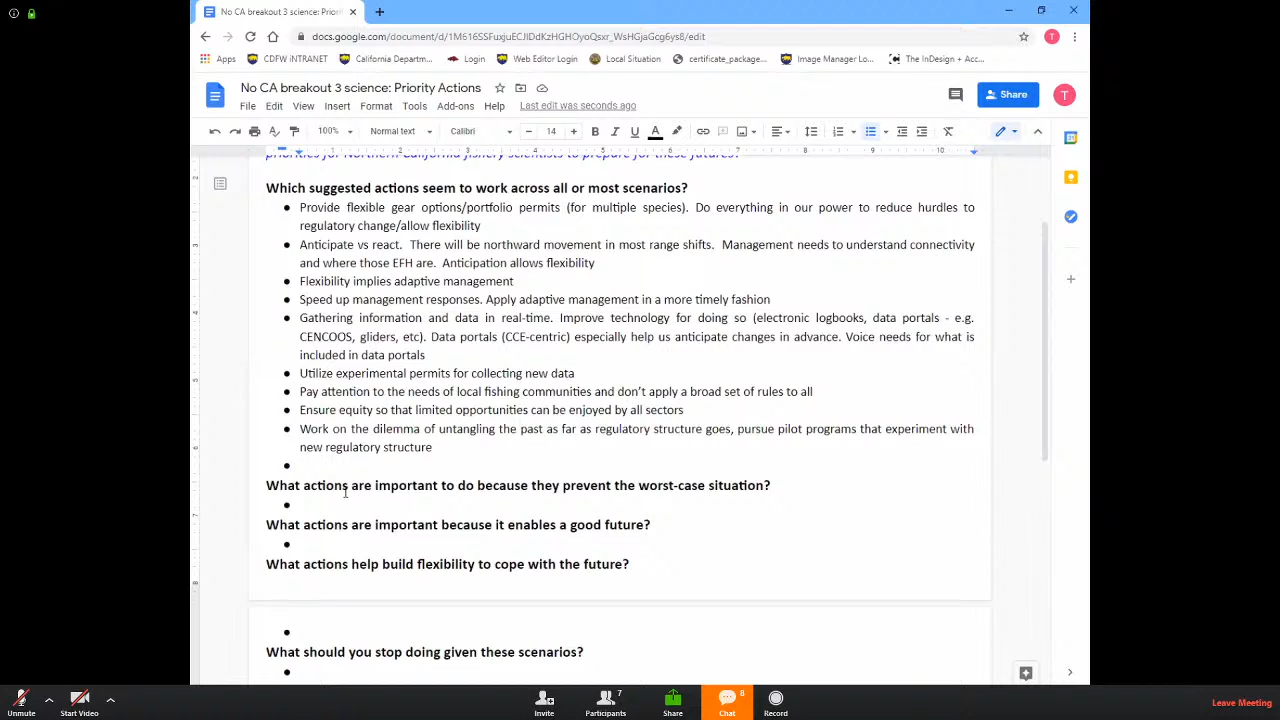 No CA breakout 3 science: Prior
docs.google.com/document/d/1M616SSFuxjuECJIDdKzHGHOyoQsxr_WsHGJaGcg6ys8/edit
T
Apps CDFW iNTRANET California Departm... Login Web Editor Login Local Situation certificate_package... Image Manager Lo... The InDesign + Acc...
No CA breakout 3 science: Priority Actions
Share
T
File Edit View Insert Format Tools Add-ons Help Last edit was seconds ago
100% Normal text Calibri 14 B I U A
1 2 3 4 5 6 7 8 9 10
priorities for Northern California fishery scientists to prepare for these futures?
Which suggested actions seem to work across all or most scenarios?
● Provide flexible gear options/portfolio permits (for multiple species). Do everything in our power to reduce hurdles to
regulatory change/allow flexibility
● Anticipate vs react. There will be northward movement in most range shifts. Management needs to understand connectivity
and where those EFH are. Anticipation allows flexibility
● Flexibility implies adaptive management
● Speed up management responses. Apply adaptive management in a more timely fashion
● Gathering information and data in real-time. Improve technology for doing so (electronic logbooks, data portals - e.g.
CENCOOS, gliders, etc). Data portals (CCE-centric) especially help us anticipate changes in advance. Voice needs for what is
included in data portals
● Utilize experimental permits for collecting new data
● Pay attention to the needs of local fishing communities and don't apply a broad set of rules to all
● Ensure equity so that limited opportunities can be enjoyed by all sectors
● Work on the dilemma of untangling the past as far as regulatory structure goes, pursue pilot programs that experiment with
new regulatory structure
●
What actions are important to do because they prevent the worst-case situation?
●
What actions are important because it enables a good future?
●
What actions help build flexibility to cope with the future?
●
What should you stop doing given these scenarios?
●
7 8
Unmute Start Video Invite Participants Share Chat Record Leave Meeting